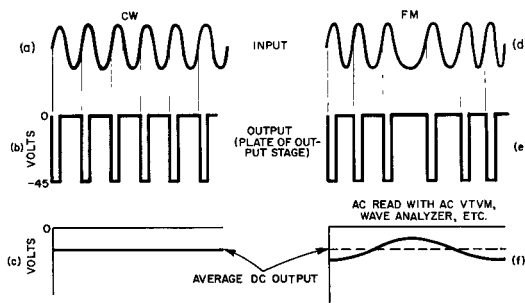 CW
FM
(a)
INPUT
(d)
0
(b)
VOLTS
-45
OUTPUT
(PLATE OF OUT-
PUT STAGE)
(e)
AC READ WITH AC VTVM,
WAVE ANALYZER, ETC.
0
(c)
VOLTS
AVERAGE DC OUTPUT
(f)